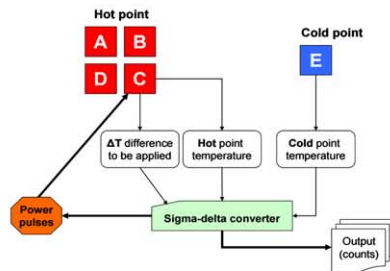 Hot point
Cold point
A B
E
D C
ΔT difference
to be applied
Hot point
temperature
Cold point
temperature
Power
pulses
Sigma-delta converter
Output
(counts)